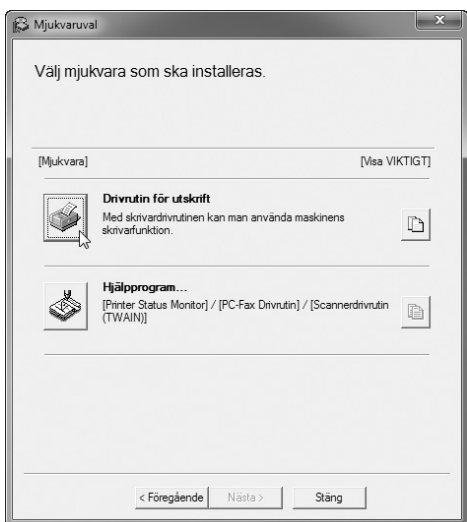 Mjukvaruval
Välj mjukvara som ska installeras.
[Mjukvara] [Visa VIKTIGT]
Drivrutin för utskrift
Med skrivardrivrutinen kan man använda maskinens
skrivarfunktion.
Hjälpprogram...
[Printer Status Monitor] / [PC-Fax Drivrutin] / [Scannerdrivrutin
(TWAIN)]
< Föregående Nästa > Stäng